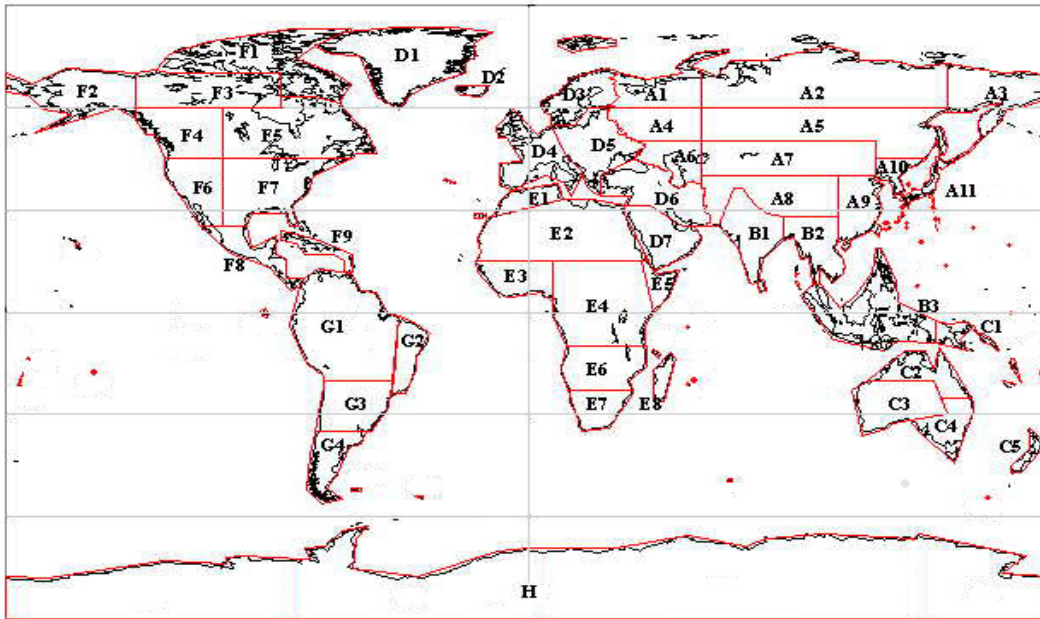 F1 D1
F2 F3 D2 D3 A1 A2 A3
F4 F5 D4 D5 A4 A5
F6 F7 E1 D6 A6 A7 A8 A9 A10 A11
F8 F9 E2 D7 B1 B2
E3 E5
G1 G2 E4 B3 C1
E6 C2
G3 E7 E8 C3 C4
G4 C5
H